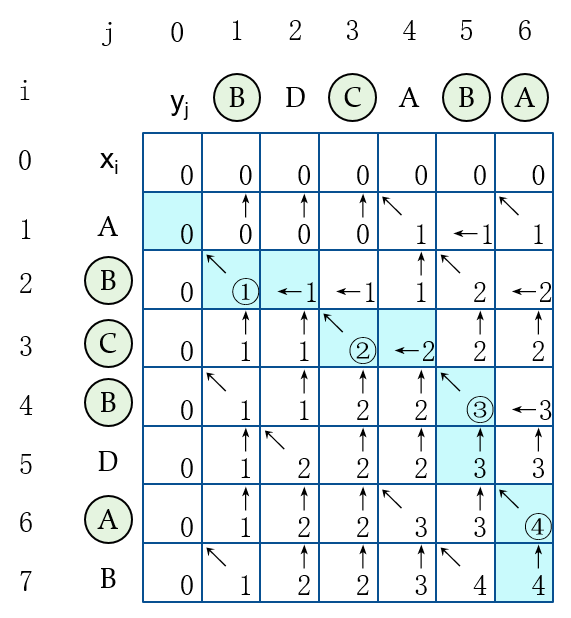 j 0 1 2 3 4 5 6
i yj B D C A B A
0 xi 0 0 0 0 0 0 0
1 A 0 ↑0 ↑0 ↑0 ↖1 ←1 ↖1
2 B 0 ↖① ←1 ←1 ↑1 ↖2 ←2
3 C 0 ↑1 ↑1 ↖② ←2 ↑2 ↑2
4 B 0 ↖1 ↑1 ↑2 ↑2 ↖③ ←3
5 D 0 ↑1 ↖2 ↑2 ↑2 ↑3 ↑3
6 A 0 ↑1 ↑2 ↑2 ↖3 ↑3 ↖④
7 B 0 ↖1 ↑2 ↑2 ↑3 ↖4 ↑4